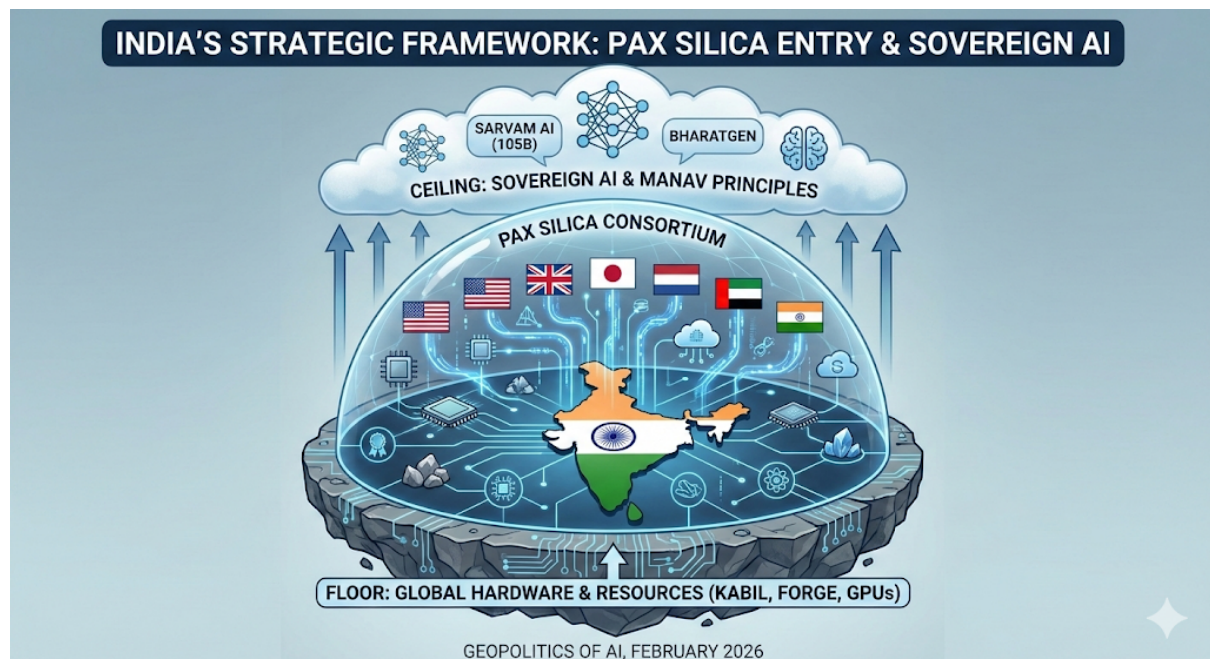 INDIA'S STRATEGIC FRAMEWORK: PAX SILICA ENTRY & SOVEREIGN AI
SARVAM AI
(105B)
BHARATGEN
CEILING: SOVEREIGN AI & MANAV PRINCIPLES
PAX SILICA CONSORTIUM
S
FLOOR: GLOBAL HARDWARE & RESOURCES (KABIL, FORGE, GPUs)
GEOPOLITICS OF AI, FEBRUARY 2026